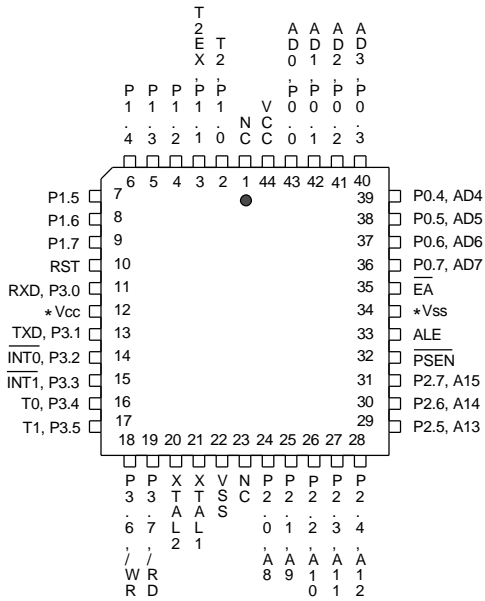 T2EX,P1.1
T2,P1.0
AD0,P0.0
AD1,P0.1
AD2,P0.2
AD3,P0.3
P1.4
P1.3
P1.2
NC
VCC
6 5 4 3 2 1 44 43 42 41 40
P1.5 7 39 P0.4, AD4
P1.6 8 38 P0.5, AD5
P1.7 9 37 P0.6, AD6
RST 10 36 P0.7, AD7
RXD, P3.0 11 35 EA
*Vcc 12 34 *Vss
TXD, P3.1 13 33 ALE
INT0, P3.2 14 32 PSEN
INT1, P3.3 15 31 P2.7, A15
T0, P3.4 16 30 P2.6, A14
T1, P3.5 17 29 P2.5, A13
18 19 20 21 22 23 24 25 26 27 28
P3.6,/WR
P3.7,/RD
XTAL2
XTAL1
VSS
NC
P2.0,A8
P2.1,A9
P2.2,A10
P2.3,A11
P2.4,A12